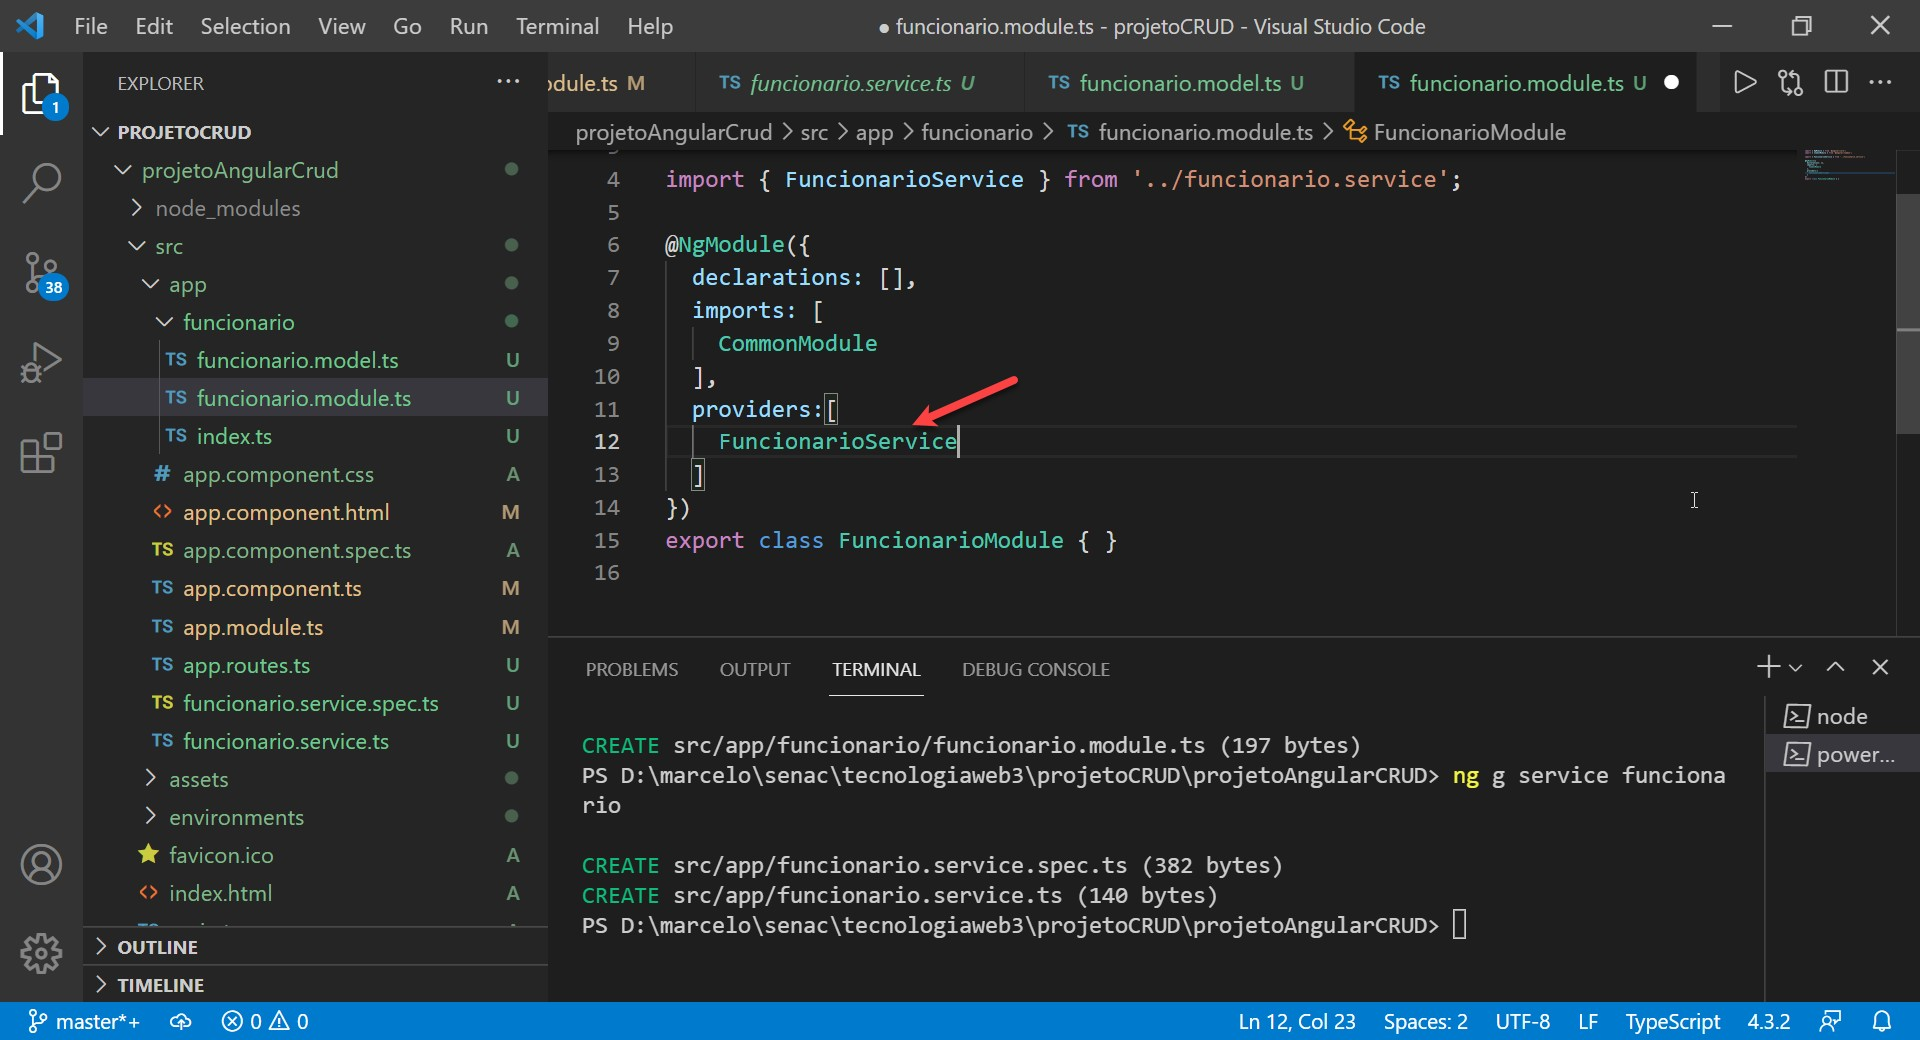 File Edit Selection View Go Run Terminal Help
● funcionario.module.ts - projetoCRUD - Visual Studio Code
EXPLORER
PROJETOCRUD
projetoAngularCrud
node_modules
src
app
funcionario
TS funcionario.model.ts U
TS funcionario.module.ts U
TS index.ts U
# app.component.css A
<> app.component.html M
TS app.component.spec.ts A
TS app.component.ts M
TS app.module.ts M
TS app.routes.ts U
TS funcionario.service.spec.ts U
TS funcionario.service.ts U
assets
environments
favicon.ico A
<> index.html A
OUTLINE
TIMELINE
1
38
odule.ts M
TS funcionario.service.ts U
TS funcionario.model.ts U
TS funcionario.module.ts U
projetoAngularCrud > src > app > funcionario > TS funcionario.module.ts > FuncionarioModule
4 import { FuncionarioService } from '../funcionario.service';
5
6 @NgModule({
7 declarations: [],
8 imports: [
9 CommonModule
10 ],
11 providers:[
12 FuncionarioService
13 ]
14 })
15 export class FuncionarioModule { }
16
PROBLEMS OUTPUT TERMINAL DEBUG CONSOLE
CREATE src/app/funcionario/funcionario.module.ts (197 bytes)
PS D:\marcelo\senac\tecnologiaweb3\projetoCRUD\projetoAngularCRUD> ng g service funciona
rio
CREATE src/app/funcionario.service.spec.ts (382 bytes)
CREATE src/app/funcionario.service.ts (140 bytes)
PS D:\marcelo\senac\tecnologiaweb3\projetoCRUD\projetoAngularCRUD>
node
power...
master*+ 0 0 Ln 12, Col 23 Spaces: 2 UTF-8 LF TypeScript 4.3.2